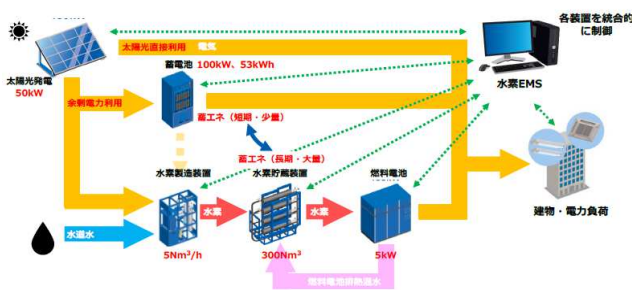 各装置を統合的
に制御
太陽光直接利用 電気
蓄電池 100kW、53kWh
太陽光発電
50kW
水素EMS
余剰電力利用
蓄エネ（短期・少量）
蓄エネ（長期・大量）
水素製造装置
水素貯蔵装置
燃料電池
水素
水素
建物・電力負荷
水道水
5Nm³/h
300Nm³
5kW
燃料電池排熱温水